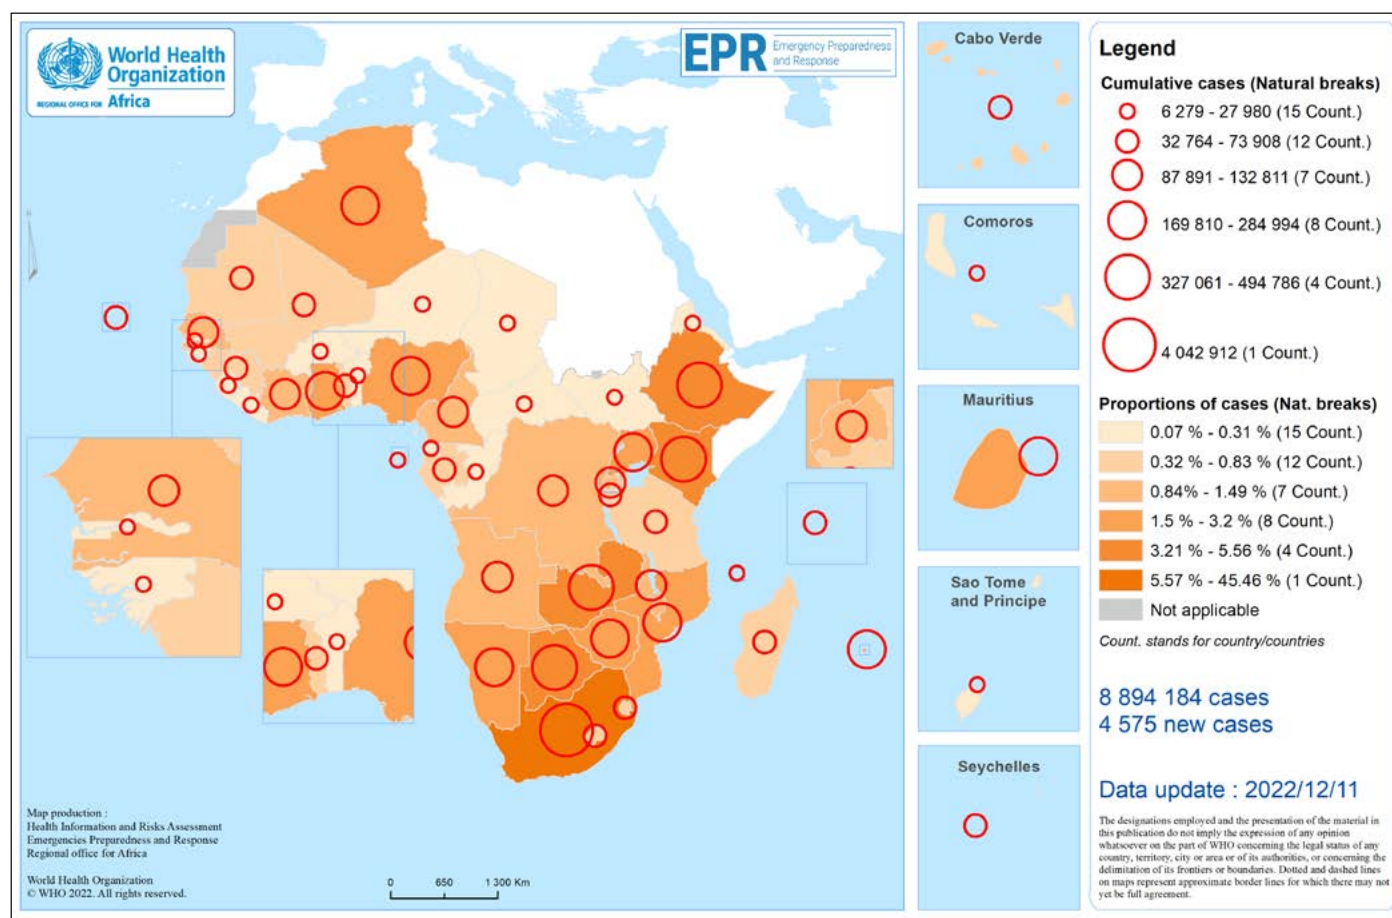 World Health
Organization
REGIONAL OFFICE FOR Africa
EPR Emergency Preparedness
and Response
Map production :
Health Information and Risks Assessment
Emergencies Preparedness and Response
Regional office for Africa
World Health Organization
© WHO 2022. All rights reserved.
0 650 1 300 Km
Cabo Verde
Comoros
Mauritius
Sao Tome
and Principe
Seychelles
Legend
Cumulative cases (Natural breaks)
6 279 - 27 980 (15 Count.)
32 764 - 73 908 (12 Count.)
87 891 - 132 811 (7 Count.)
169 810 - 284 994 (8 Count.)
327 061 - 494 786 (4 Count.)
4 042 912 (1 Count.)
Proportions of cases (Nat. breaks)
0.07 % - 0.31 % (15 Count.)
0.32 % - 0.83 % (12 Count.)
0.84% - 1.49 % (7 Count.)
1.5 % - 3.2 % (8 Count.)
3.21 % - 5.56 % (4 Count.)
5.57 % - 45.46 % (1 Count.)
Not applicable
Count. stands for country/countries
8 894 184 cases
4 575 new cases
Data update : 2022/12/11
The designations employed and the presentation of the material in
this publication do not imply the expression of any opinion
whatsoever on the part of WHO concerning the legal status of any
country, territory, city or area or of its authorities, or concerning the
delimitation of its frontiers or boundaries. Dotted and dashed lines
on maps represent approximate border lines for which there may not
yet be full agreement.